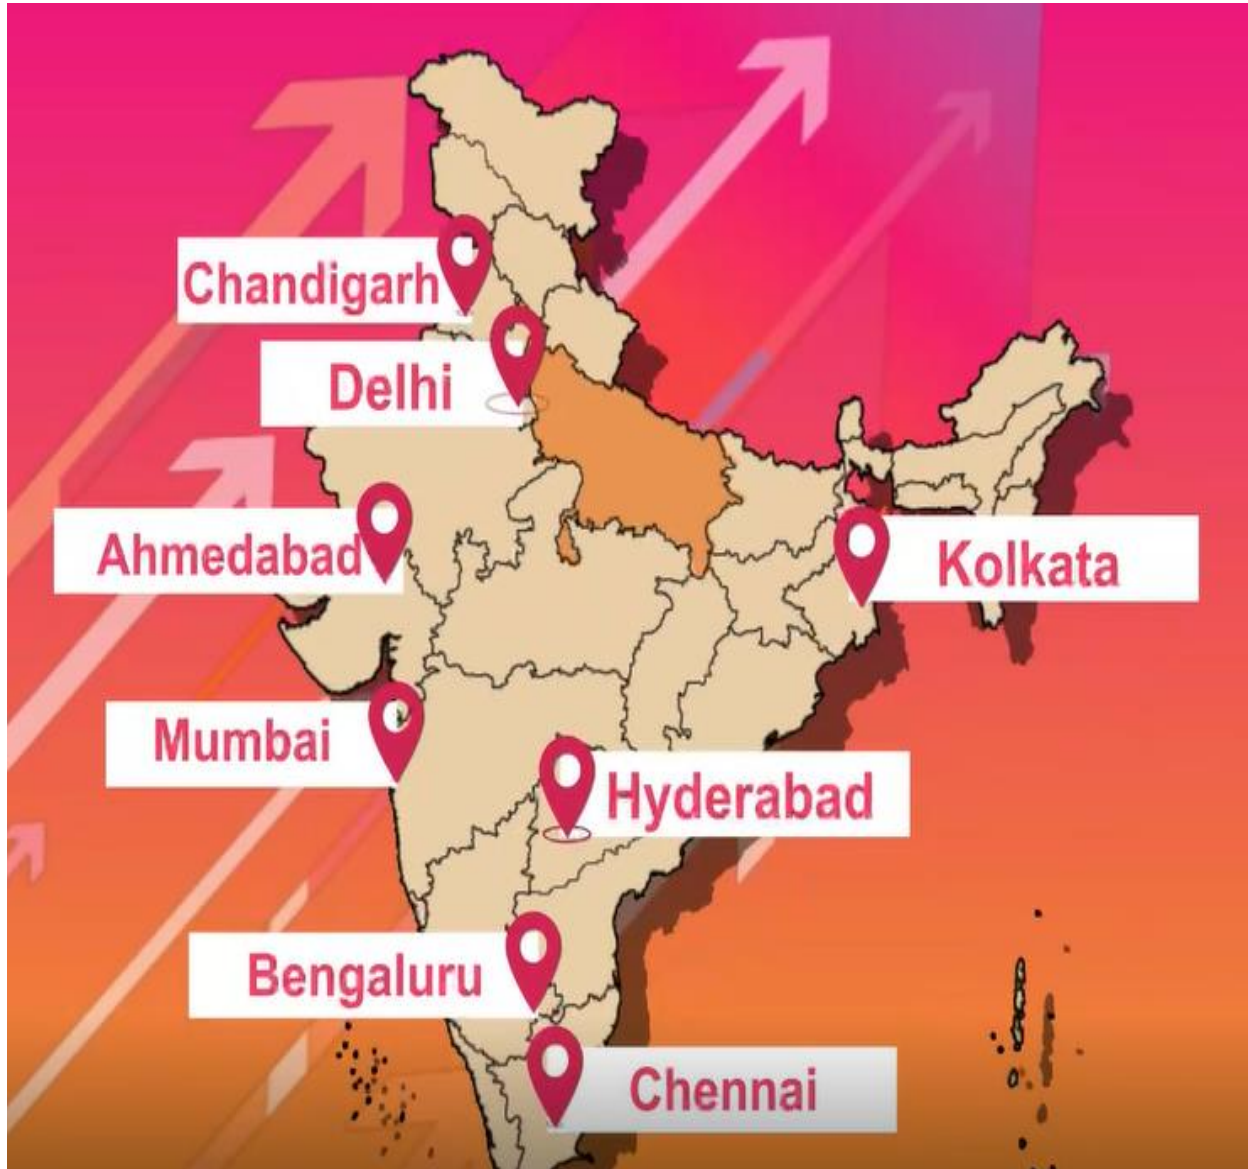 Chandigarh
Delhi
Ahmedabad
Kolkata
Mumbai
Hyderabad
Bengaluru
Chennai